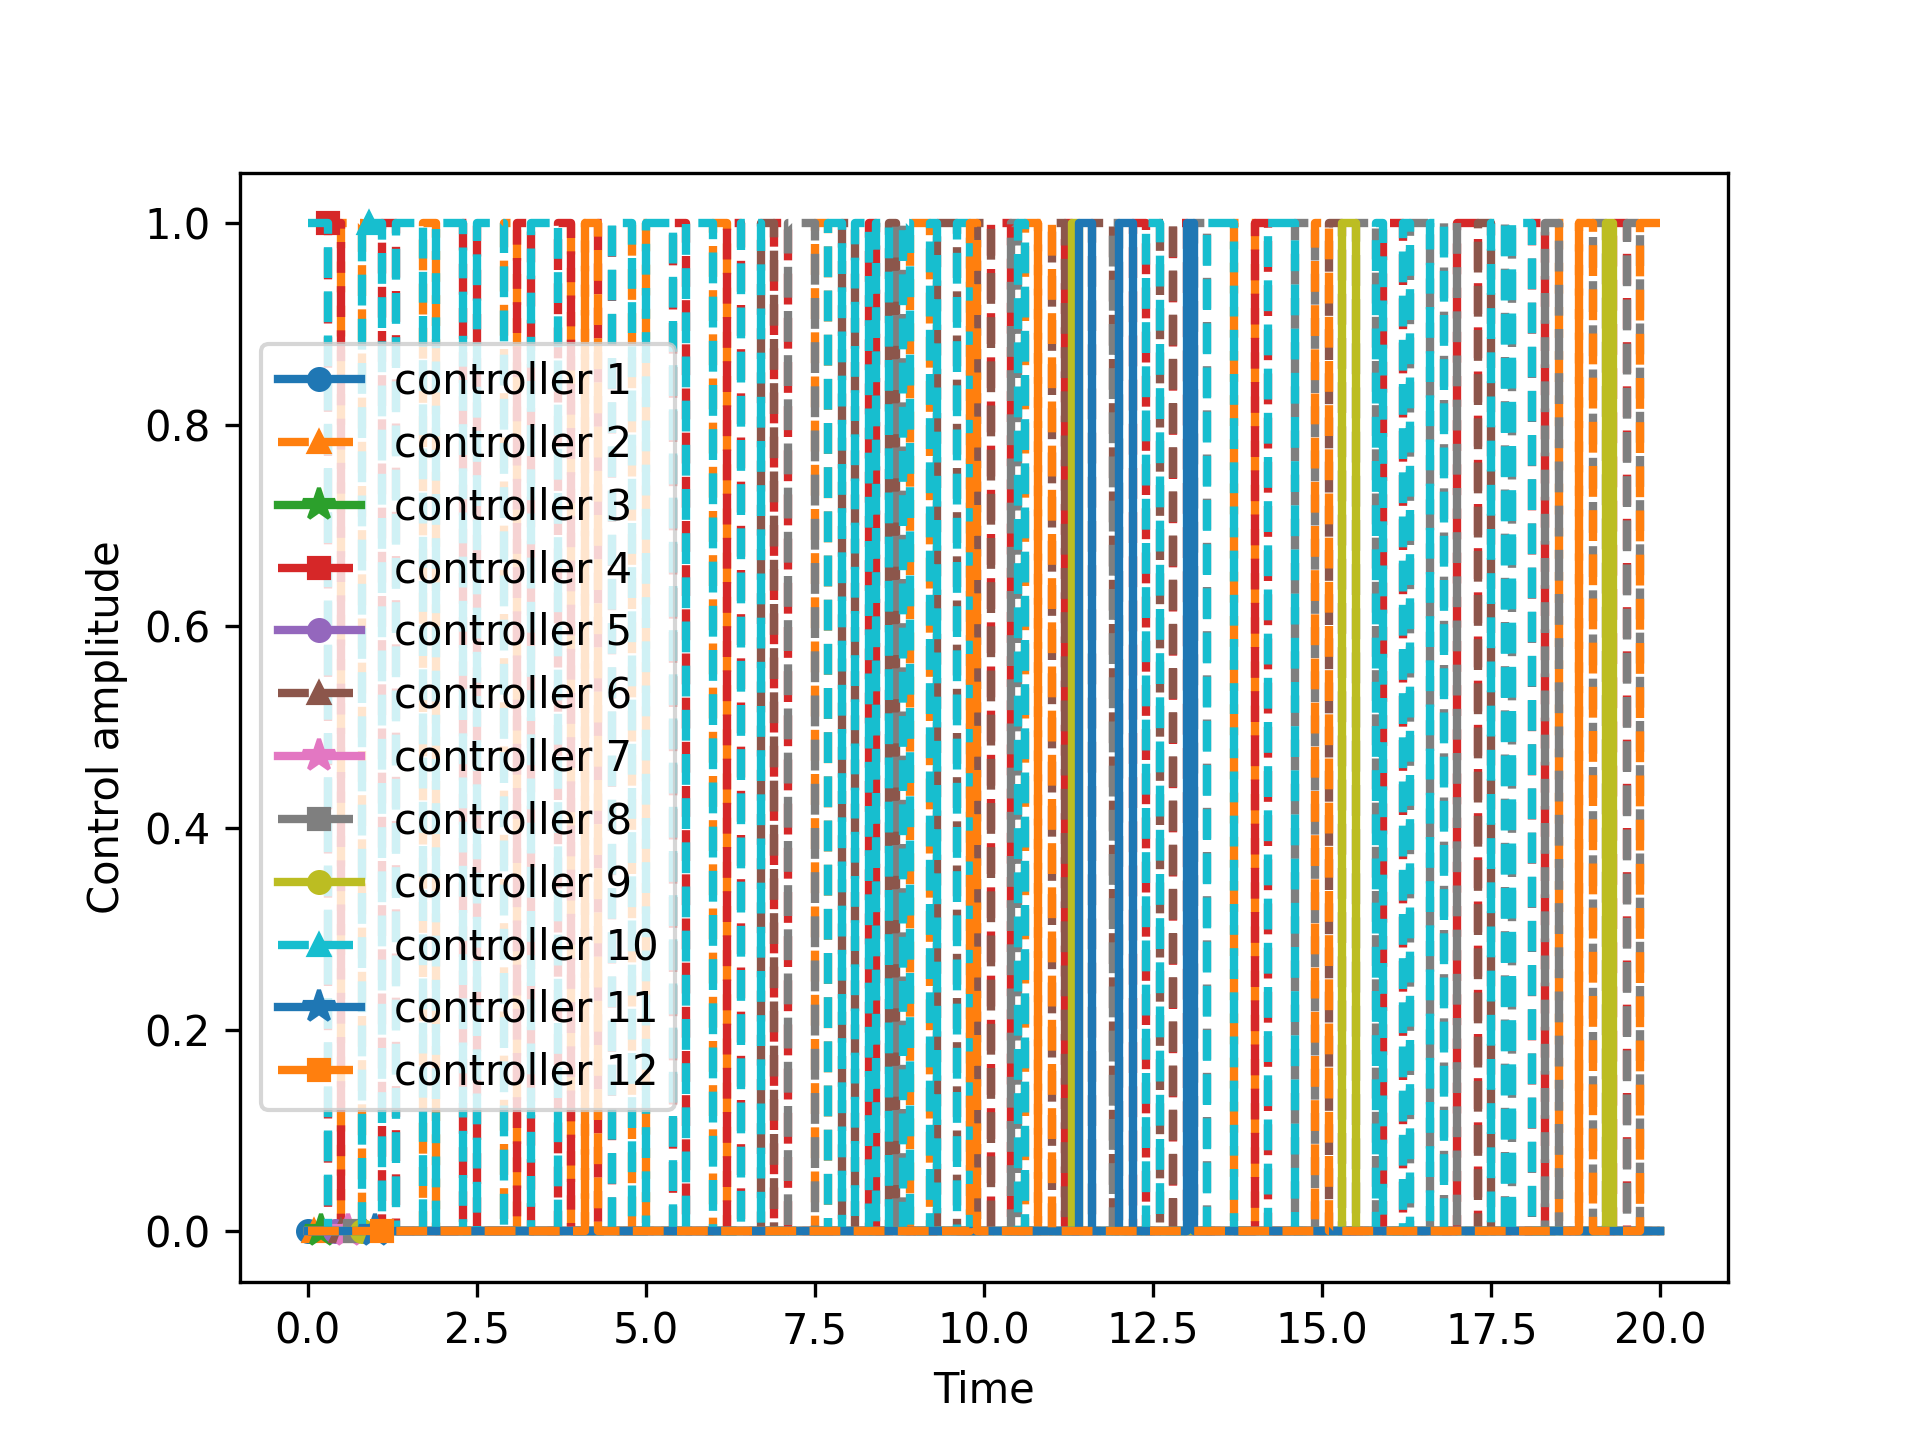 1.0
0.8
0.6
0.4
0.2
0.0
Control amplitude
controller 1
controller 2
controller 3
controller 4
controller 5
controller 6
controller 7
controller 8
controller 9
controller 10
controller 11
controller 12
0.0 2.5 5.0 7.5 10.0 12.5 15.0 17.5 20.0
Time